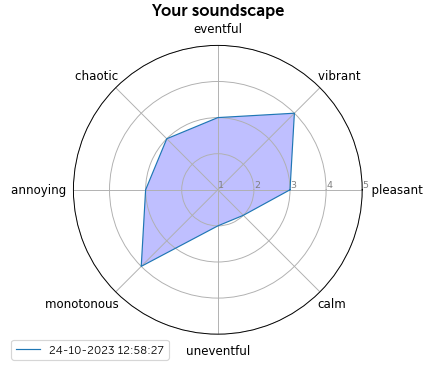 Your soundscape
eventful
chaotic
vibrant
annoying
1 2 3 4 5
pleasant
monotonous
calm
uneventful
24-10-2023 12:58:27